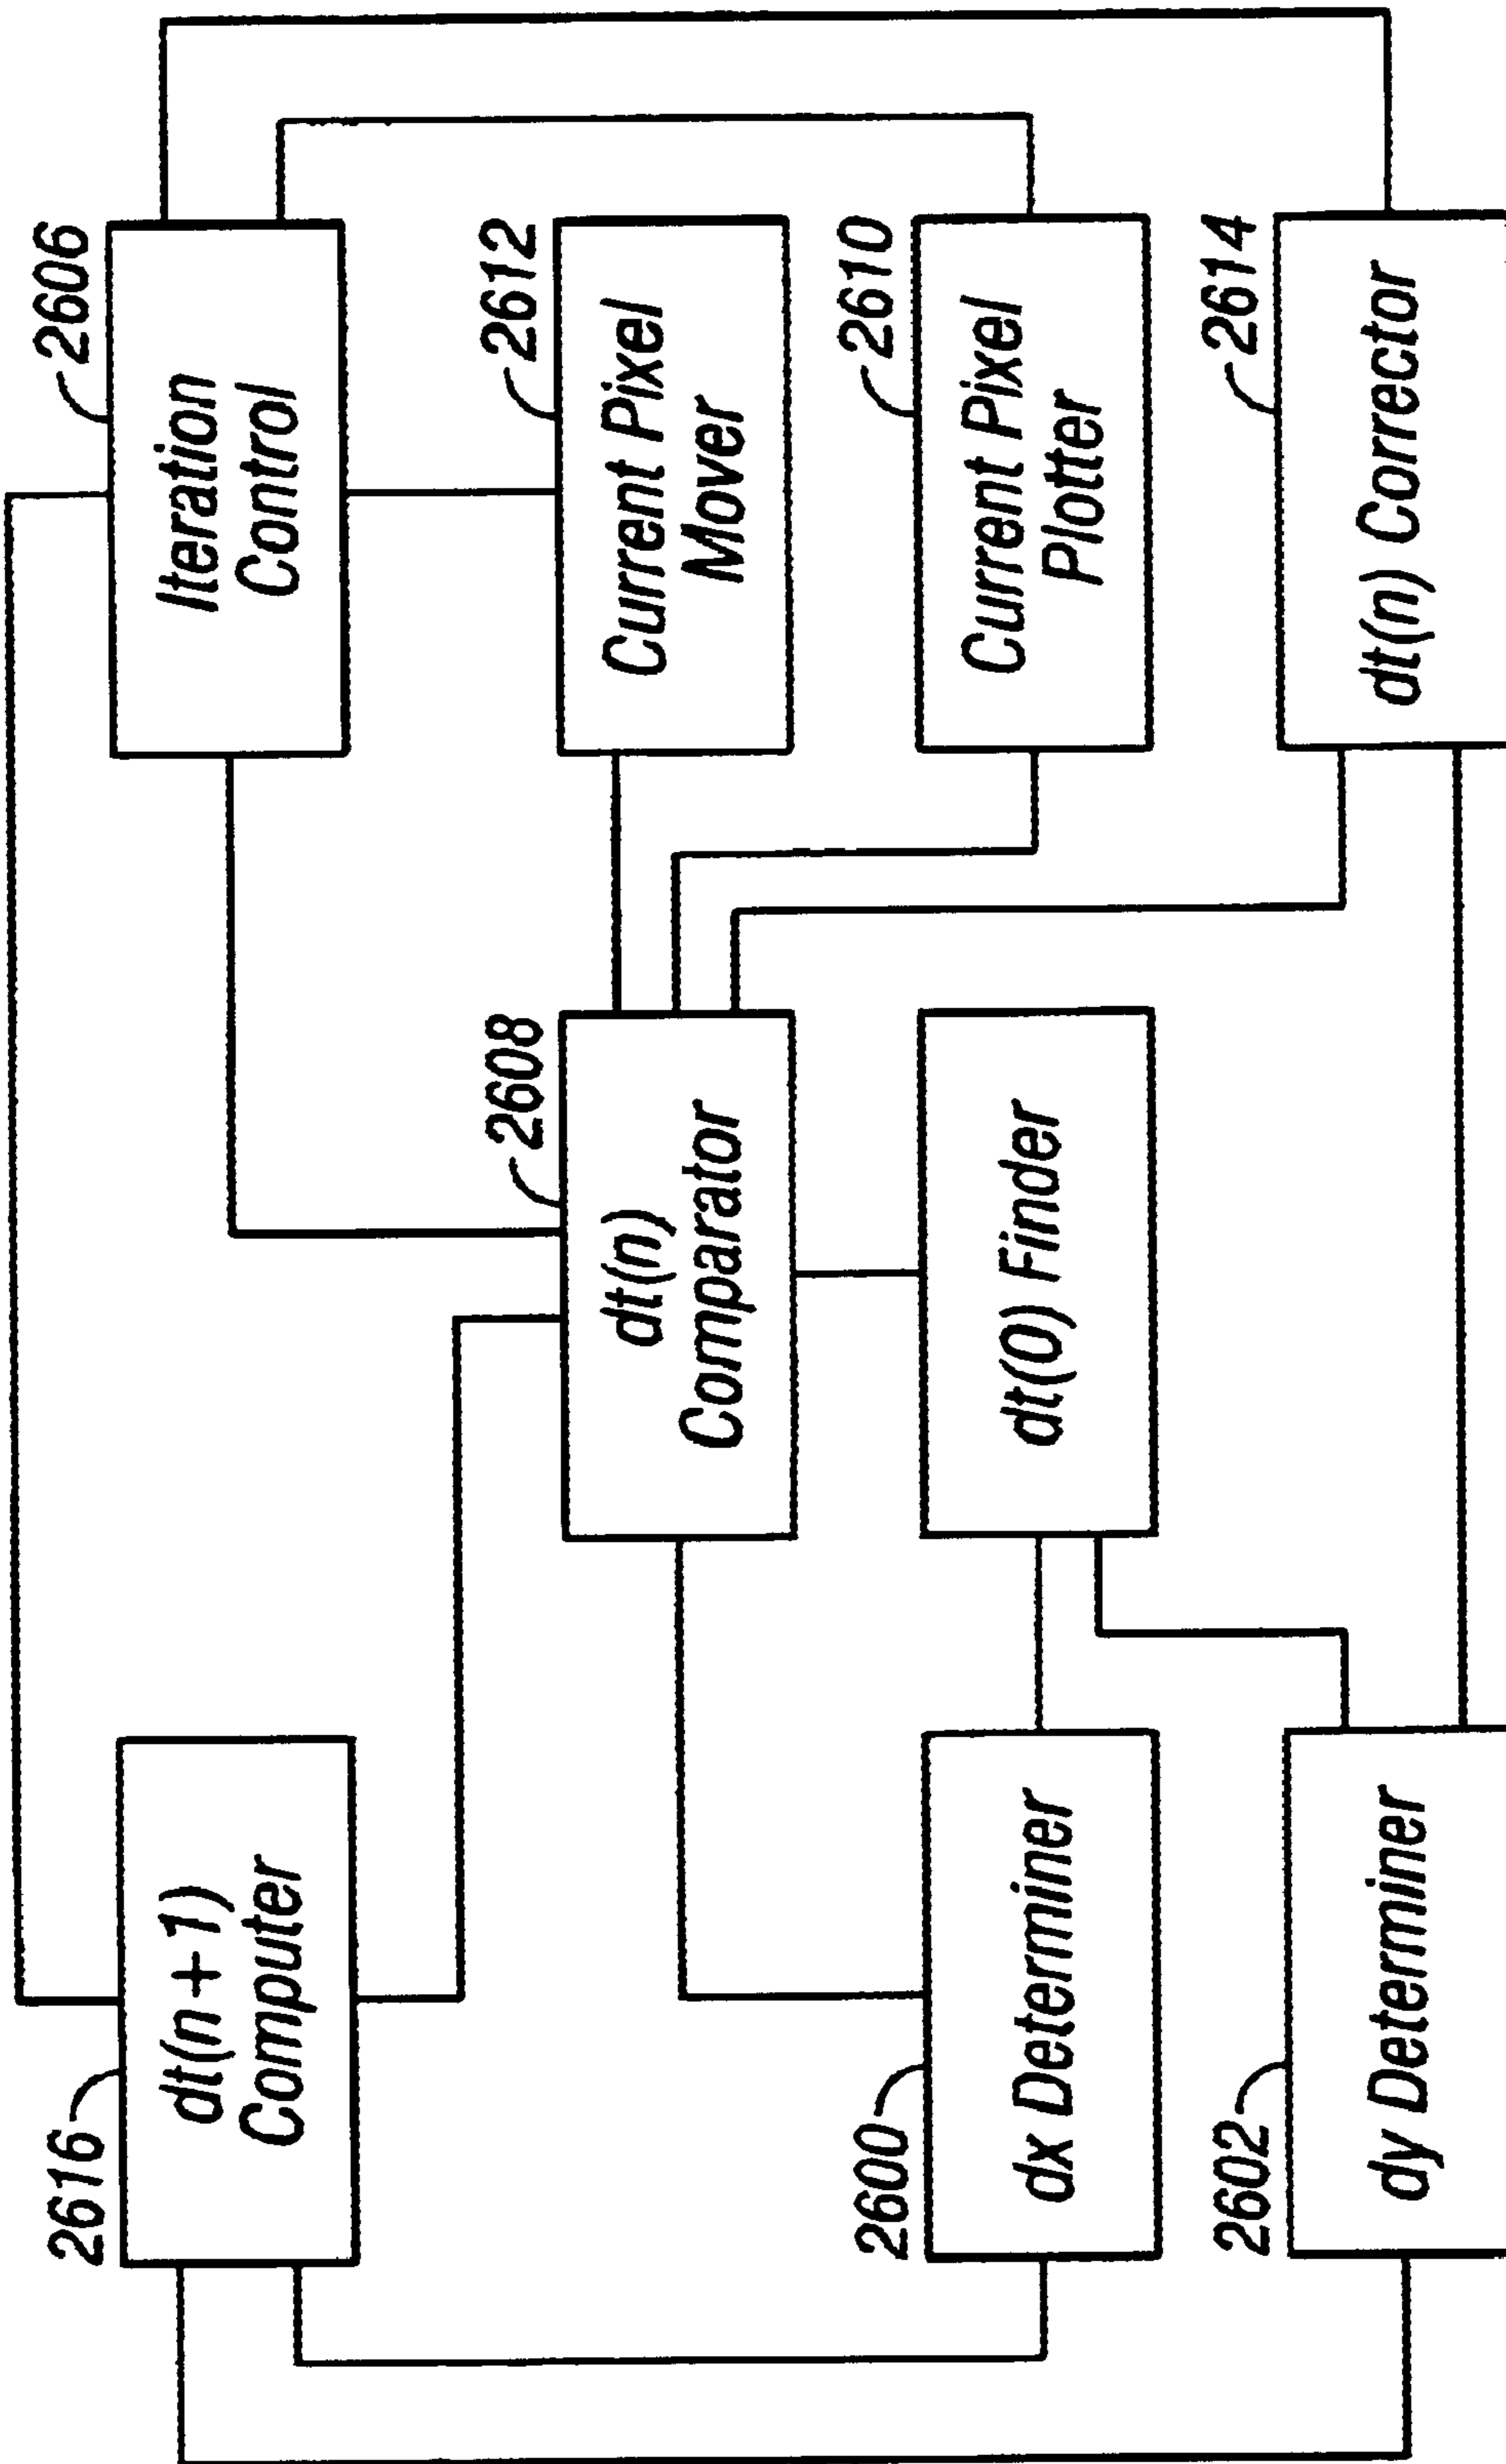 2616
dt(n + 1)
Computer
2606
Iteration
Control
2608
dt(n)
Comparator
2612
Current Pixel
Mover
2600
dx Determiner
dt(0) Finder
2610
Current Pixel
Plotter
2602
dy Determiner
2614
dt(n) Corrector